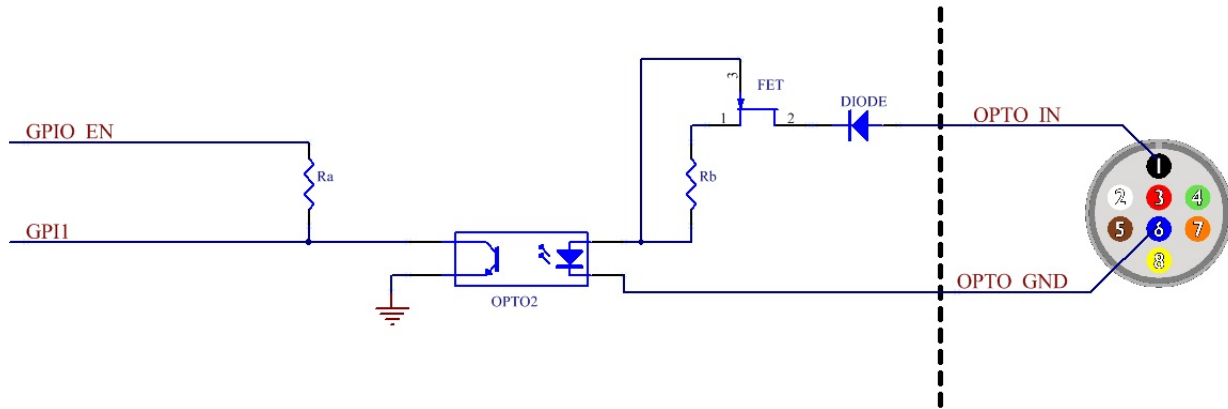 3
FET
DIODE
1
2
OPTO_IN
GPIO_EN
Ra
Rb
1
2
3
4
GPI1
5
6
7
8
OPTO2
OPTO_GND